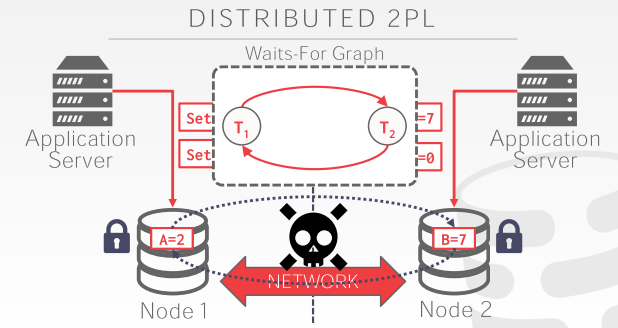 DISTRIBUTED 2PL
Waits-For Graph
Set
=7
T1
T2
Set
=0
Application
Server
Application
Server
A=2
B=7
NETWORK
Node 1
Node 2